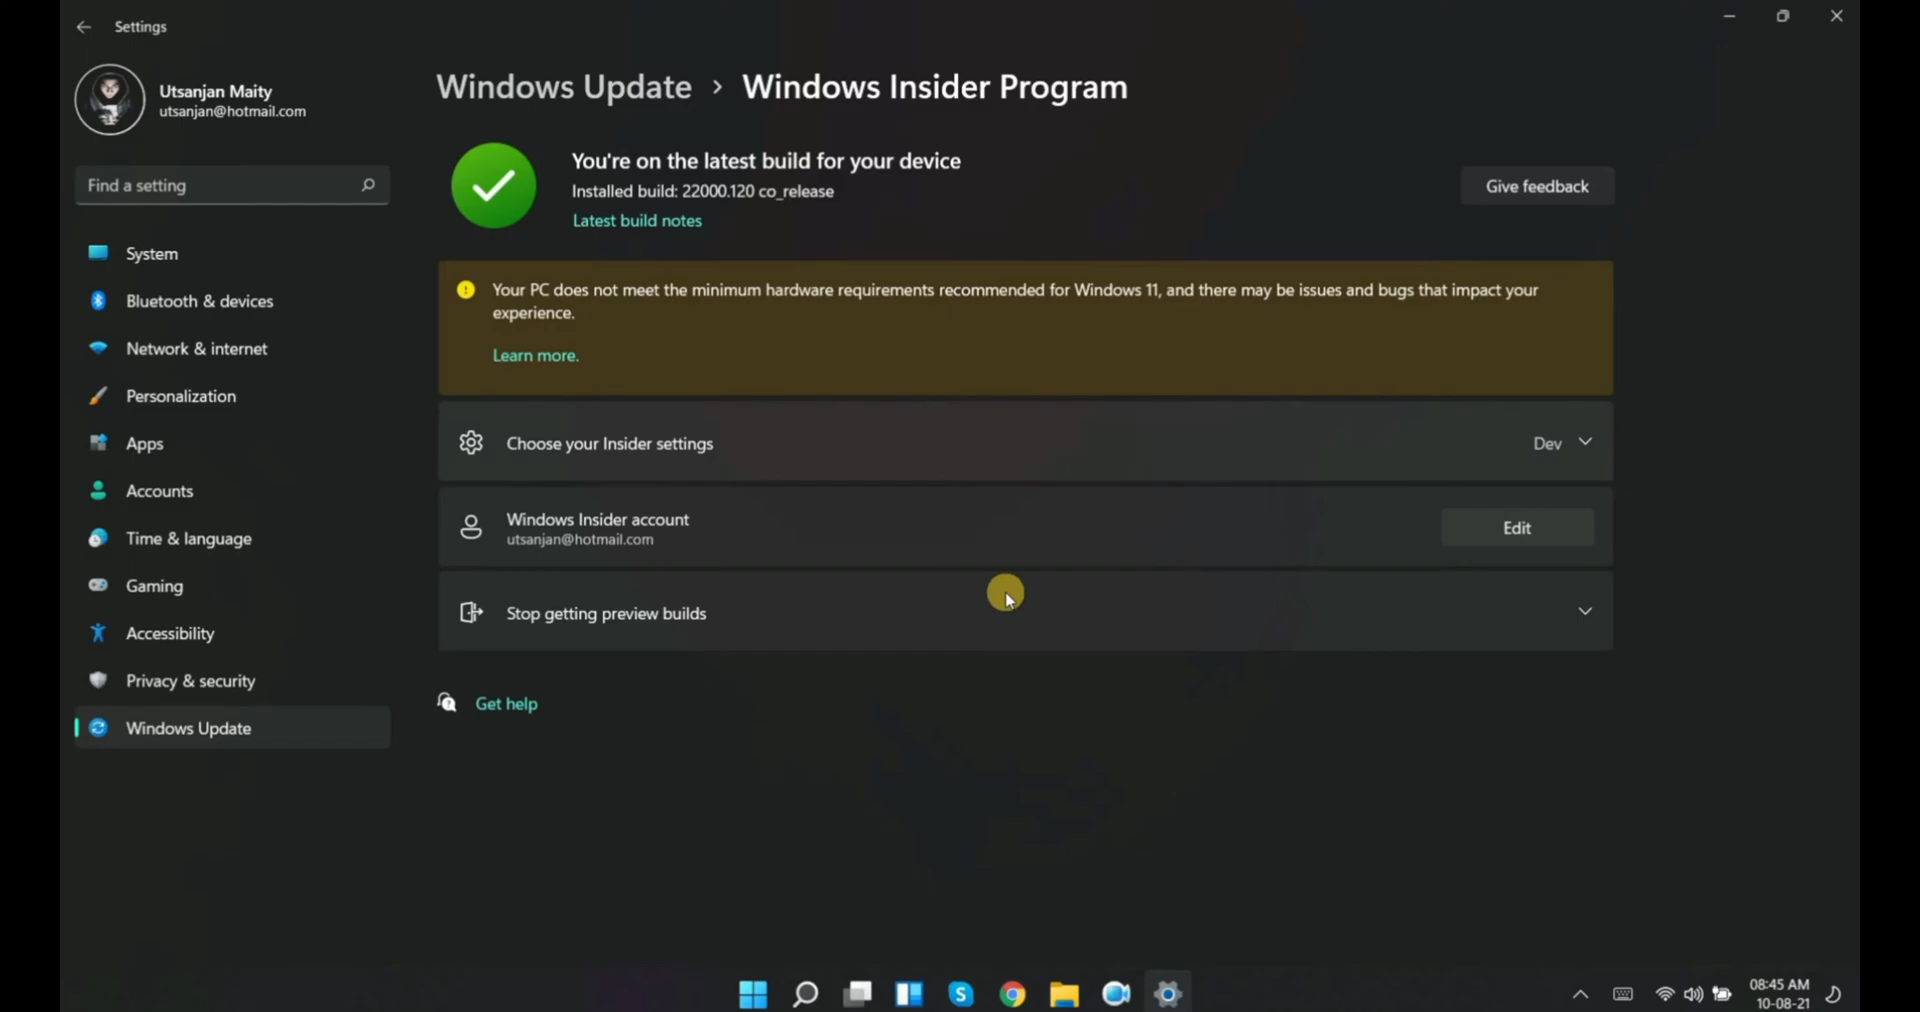 Settings
Utsanjan Maity
utsanjan@hotmail.com
Find a setting
System
Bluetooth & devices
Network & internet
Personalization
Apps
Accounts
Time & language
Gaming
Accessibility
Privacy & security
Windows Update
Windows Update > Windows Insider Program
You're on the latest build for your device
Installed build: 22000.120 co_release
Latest build notes
Give feedback
Your PC does not meet the minimum hardware requirements recommended for Windows 11, and there may be issues and bugs that impact your
experience.
Learn more.
Choose your Insider settings
Dev
Windows Insider account
utsanjan@hotmail.com
Edit
Stop getting preview builds
Get help
08:45 AM
10-08-21